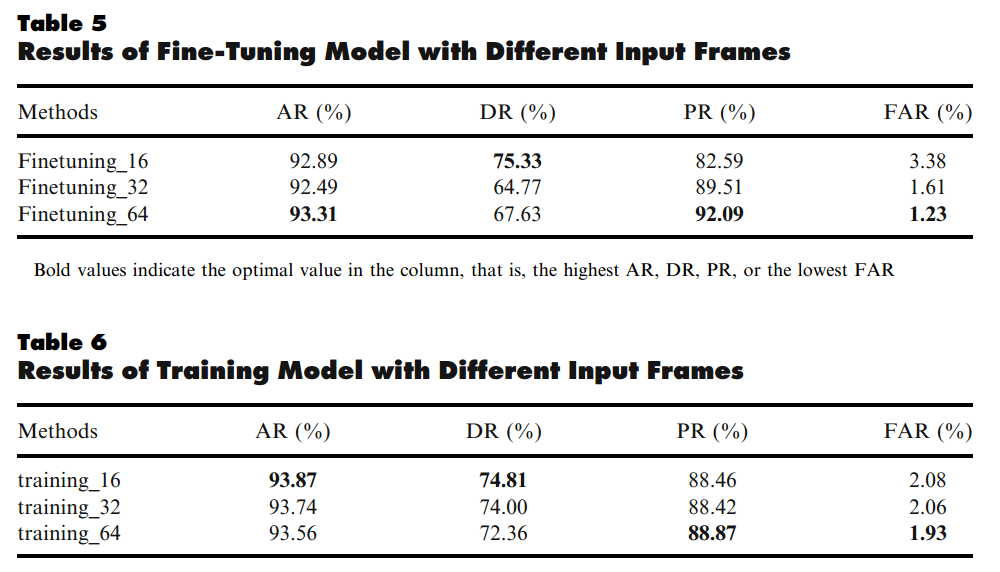 Table 5
Results of Fine-Tuning Model with Different Input Frames
Methods AR (%) DR (%) PR (%) FAR (%)
Finetuning_16 92.89 75.33 82.59 3.38
Finetuning_32 92.49 64.77 89.51 1.61
Finetuning_64 93.31 67.63 92.09 1.23
Bold values indicate the optimal value in the column, that is, the highest AR, DR, PR, or the lowest FAR
Table 6
Results of Training Model with Different Input Frames
Methods AR (%) DR (%) PR (%) FAR (%)
training_16 93.87 74.81 88.46 2.08
training_32 93.74 74.00 88.42 2.06
training_64 93.56 72.36 88.87 1.93